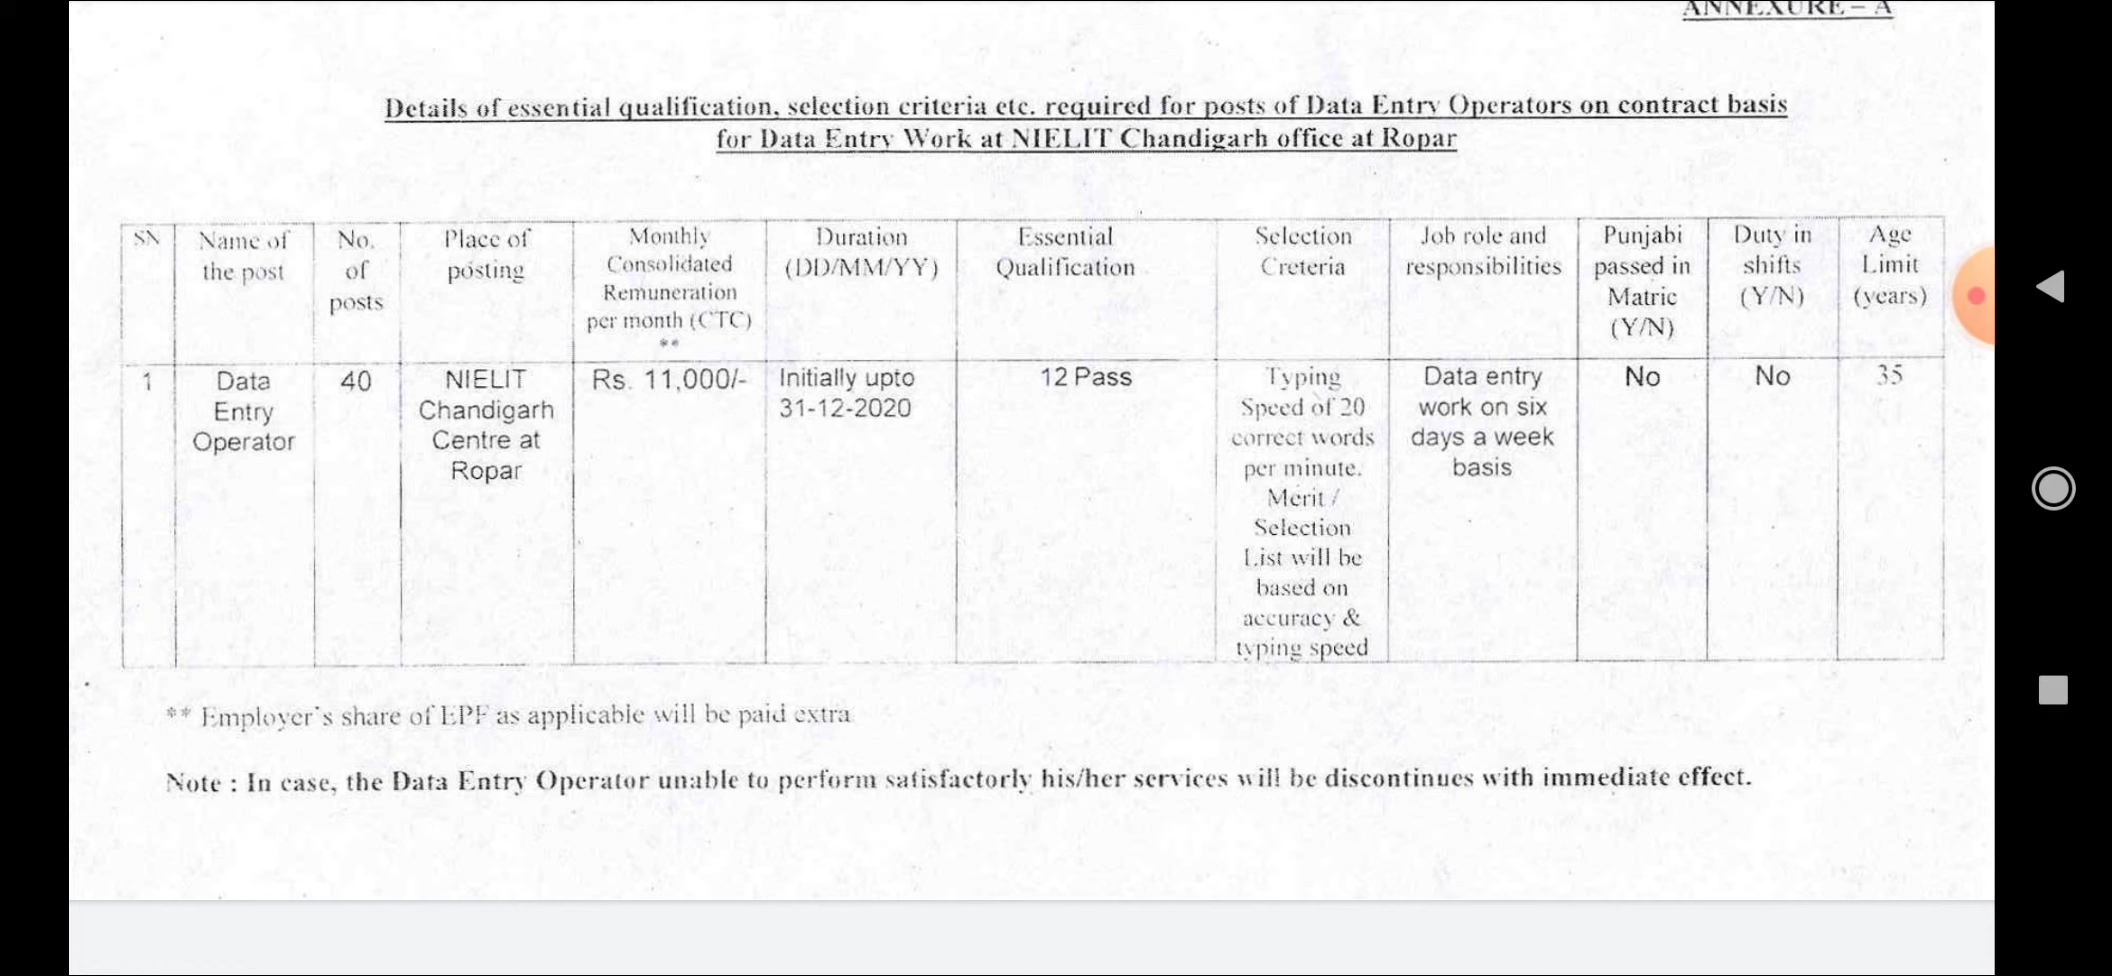 ANNEXURE – A
Details of essential qualification, selection criteria etc. required for posts of Data Entry Operators on contract basis
for Data Entry Work at NIELIT Chandigarh office at Ropar
SN
Name of
the post
No.
of
posts
Place of
posting
Monthly
Consolidated
Remuneration
per month (CTC)
**
Duration
(DD/MM/YY)
Essential
Qualification
Selection
Creteria
Job role and
responsibilities
Punjabi
passed in
Matric
(Y/N)
Duty in
shifts
(Y/N)
Age
Limit
(years)
1
Data
Entry
Operator
40
NIELIT
Chandigarh
Centre at
Ropar
Rs. 11,000/-
Initially upto
31-12-2020
12 Pass
Typing
Speed of 20
correct words
per minute.
Merit /
Selection
List will be
based on
accuracy &
typing speed
Data entry
work on six
days a week
basis
No
No
35
** Employer's share of EPF as applicable will be paid extra
Note : In case, the Data Entry Operator unable to perform satisfactorly his/her services will be discontinues with immediate effect.